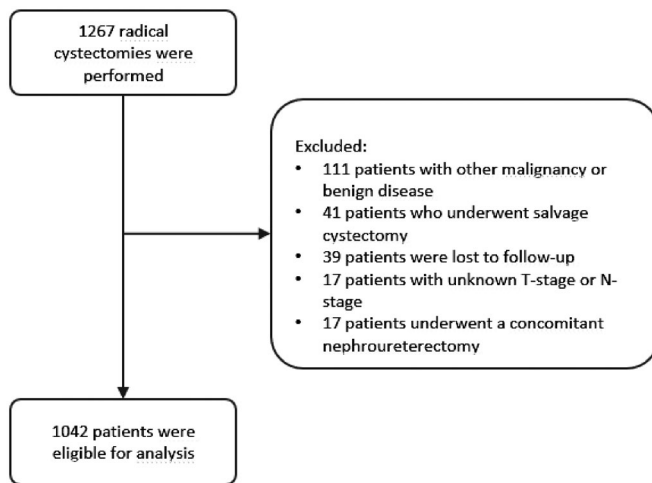 1267 radical
cystectomies were
performed
Excluded:
• 111 patients with other malignancy or
benign disease
• 41 patients who underwent salvage
cystectomy
• 39 patients were lost to follow-up
• 17 patients with unknown T-stage or N-
stage
• 17 patients underwent a concomitant
nephroureterectomy
1042 patients were
eligible for analysis